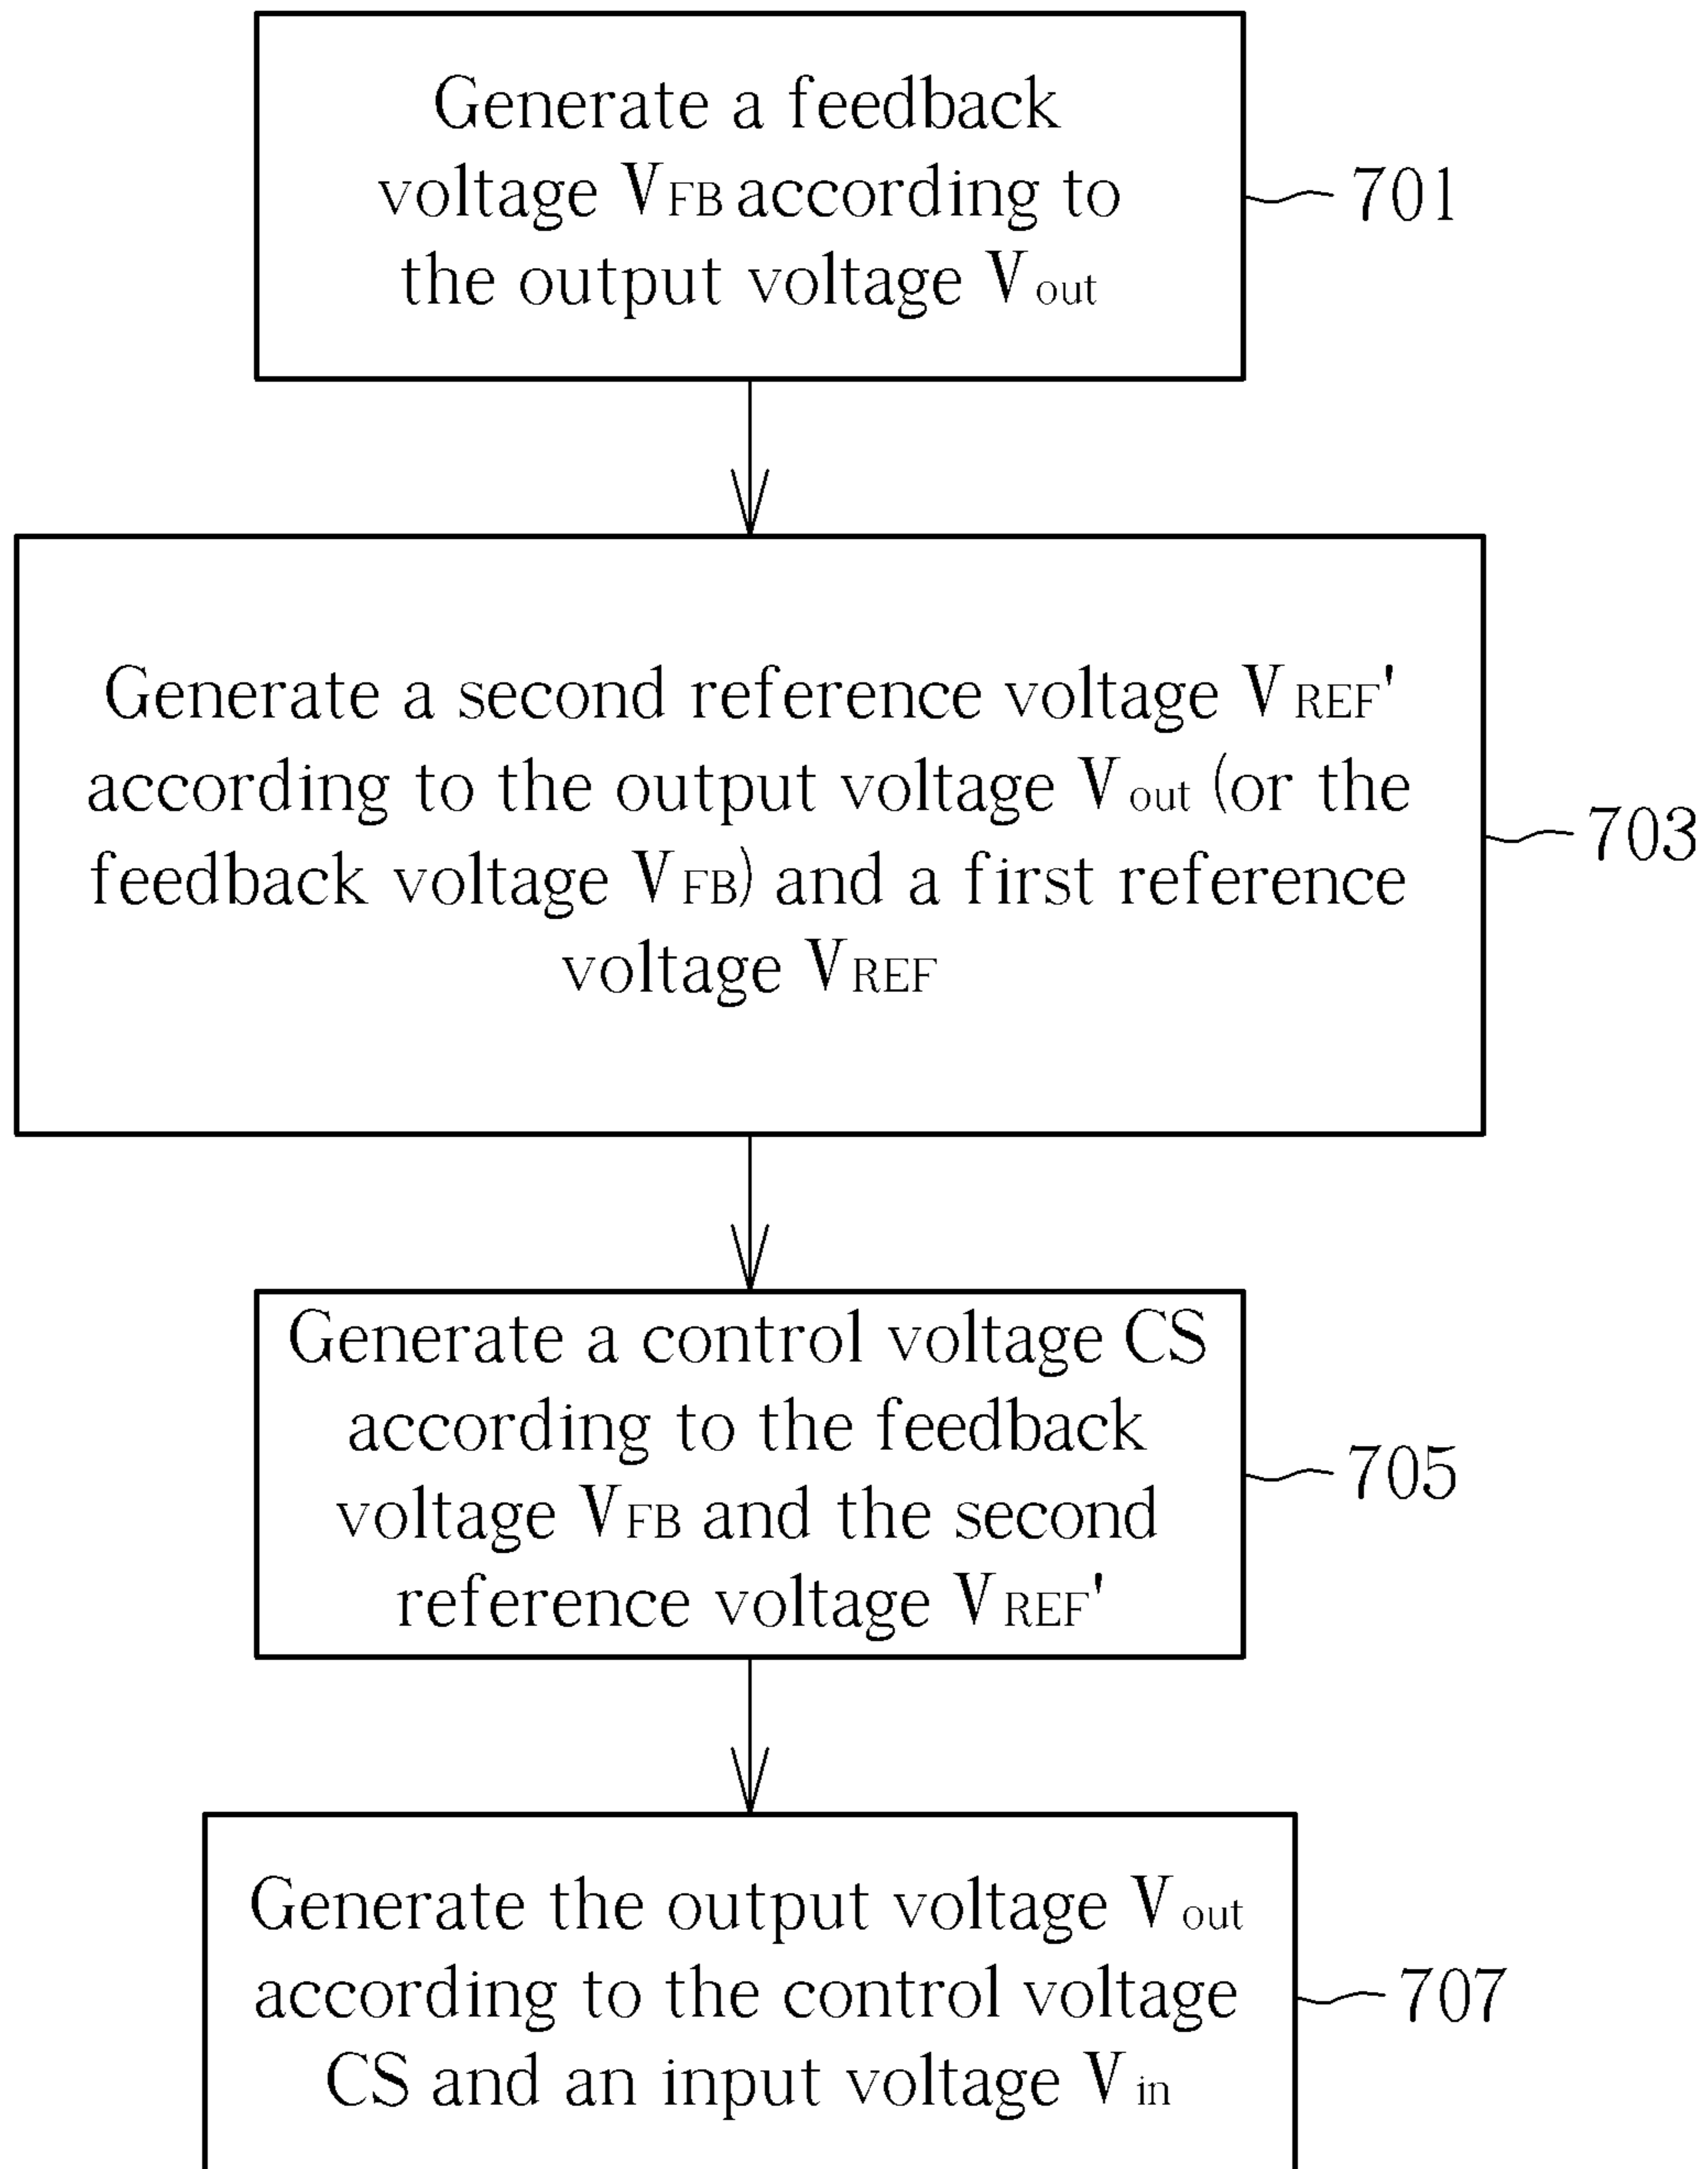 Generate a feedback
voltage VFB according to
the output voltage Vout
701
Generate a second reference voltage VREF'
according to the output voltage Vout (or the
feedback voltage VFB) and a first reference
voltage VREF
703
Generate a control voltage CS
according to the feedback
voltage VFB and the second
reference voltage VREF'
705
Generate the output voltage Vout
according to the control voltage
CS and an input voltage Vin
707